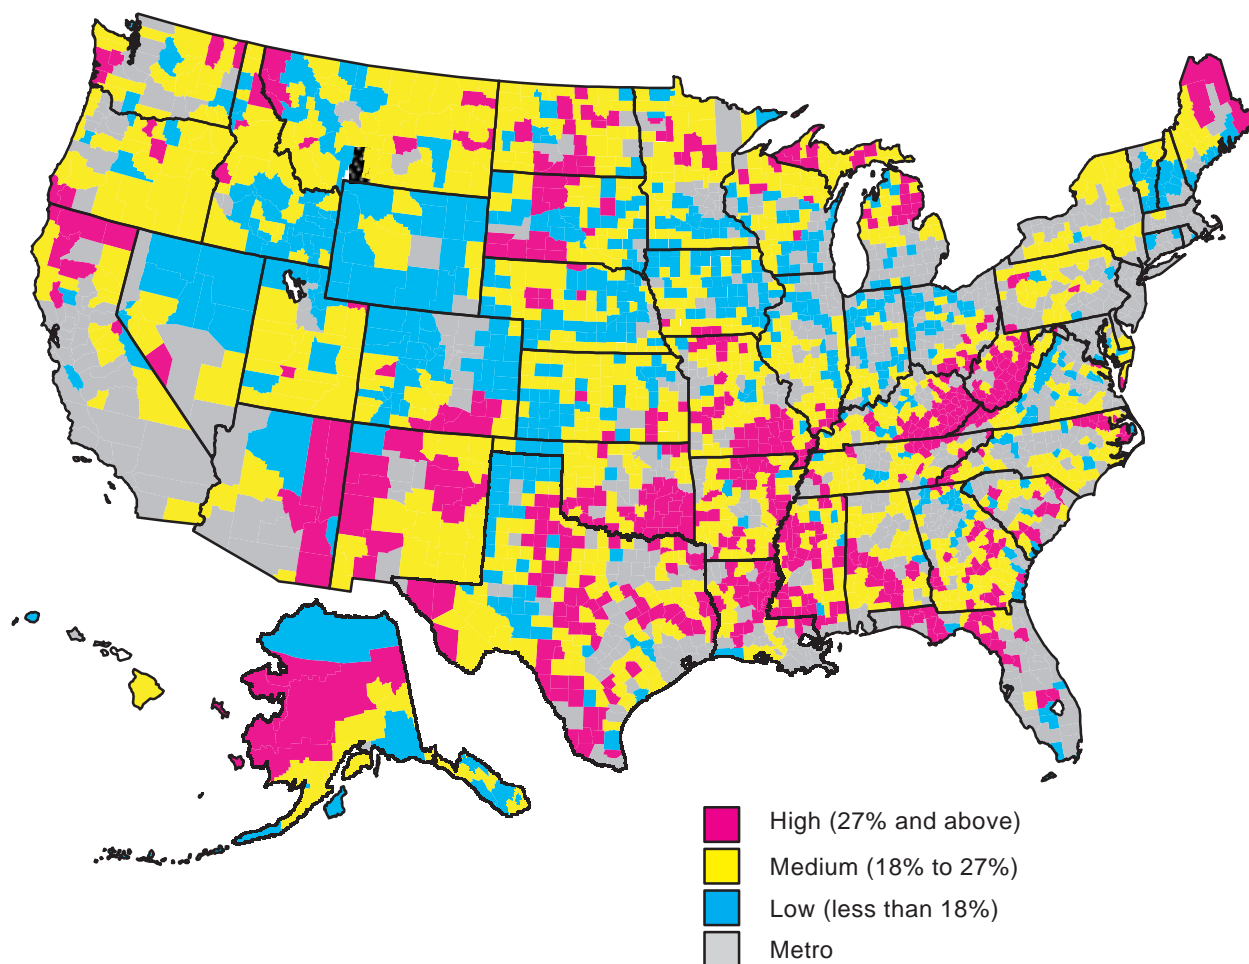 High (27% and above)
Medium (18% to 27%)
Low (less than 18%)
Metro